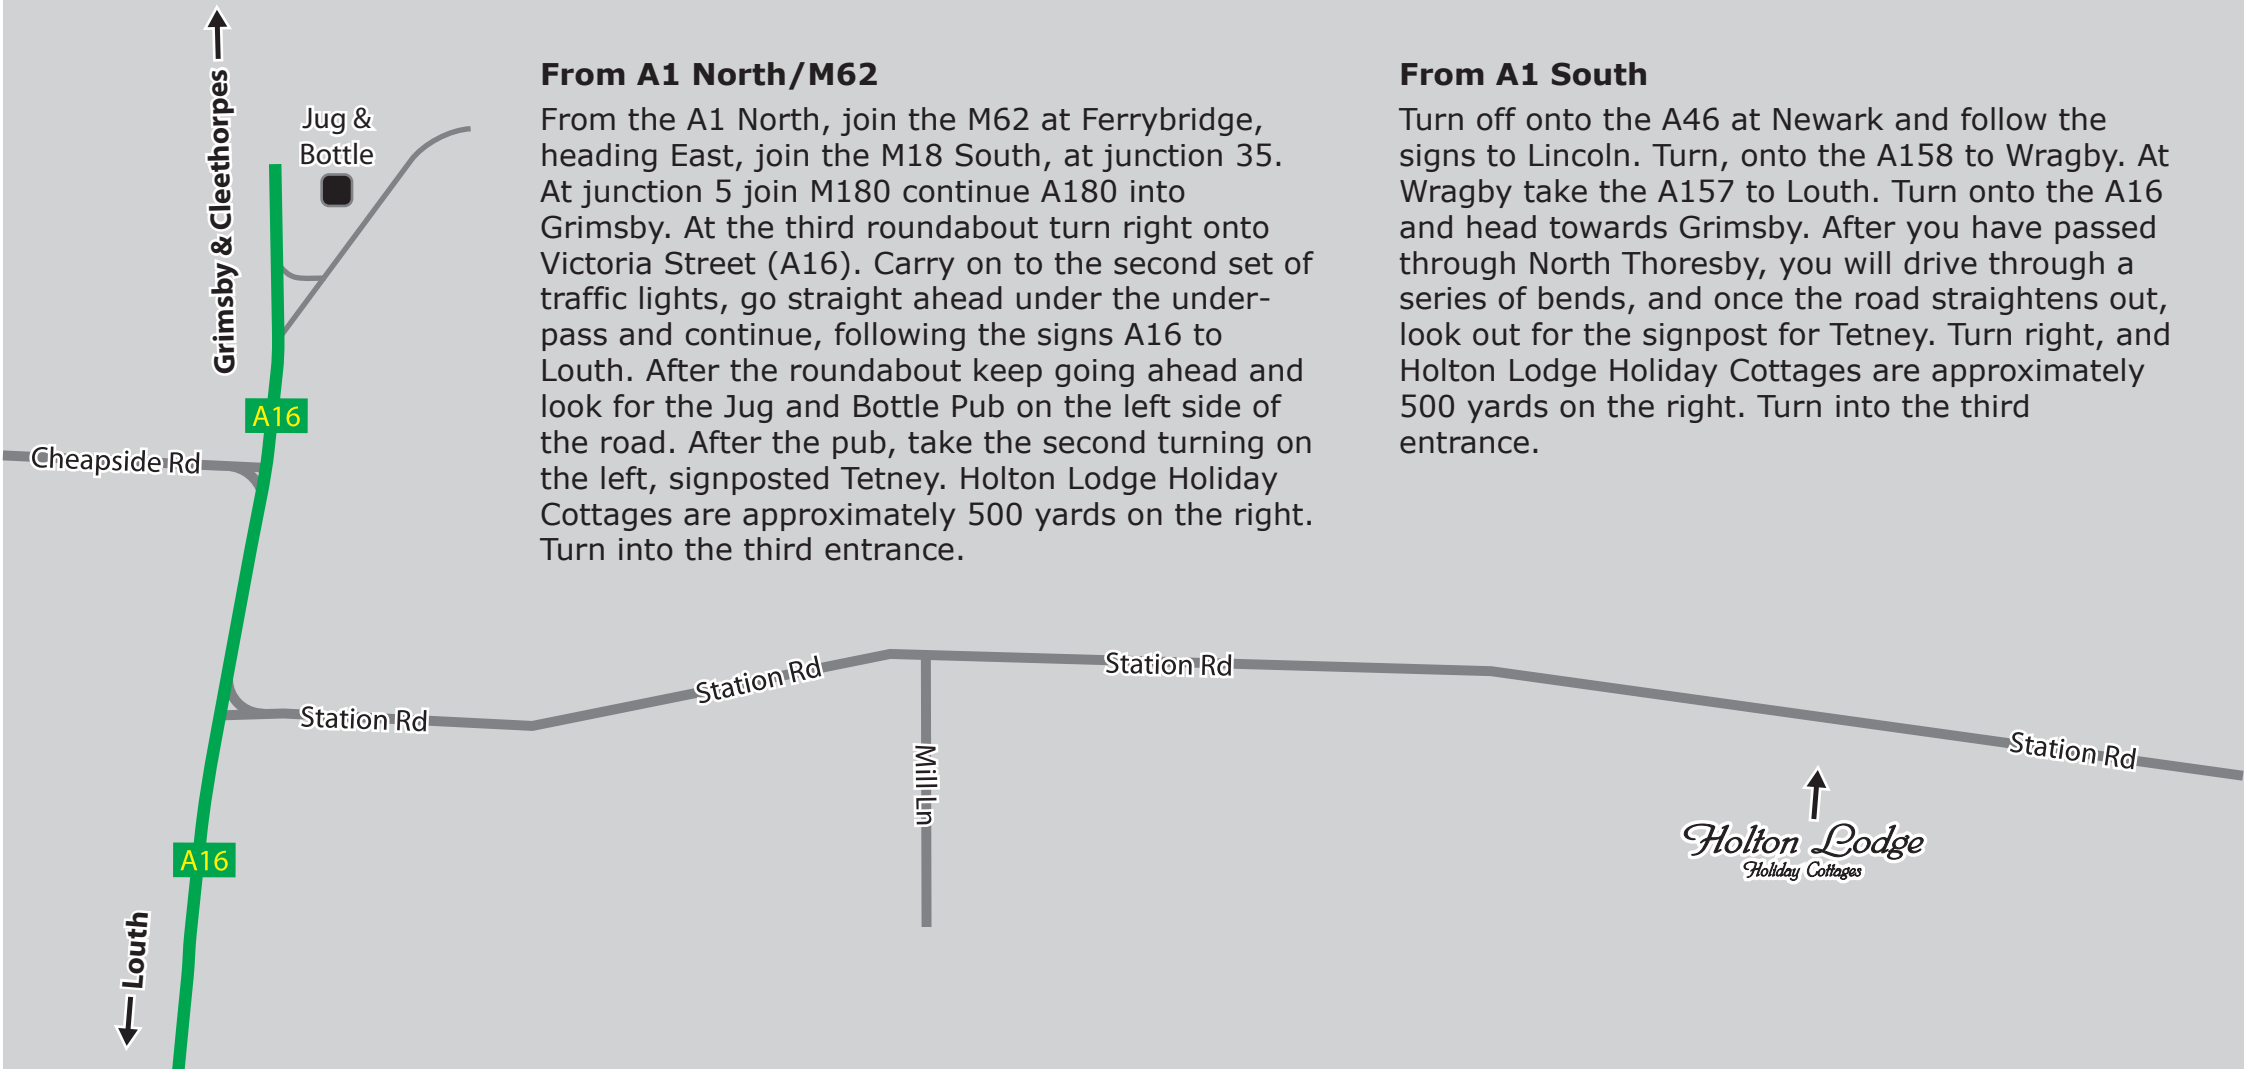 Grimsby & Cleethorpes
Jug &
Bottle
From A1 North/M62
From the A1 North, join the M62 at Ferrybridge,
heading East, join the M18 South, at junction 35.
At junction 5 join M180 continue A180 into
Grimsby. At the third roundabout turn right onto
Victoria Street (A16). Carry on to the second set of
traffic lights, go straight ahead under the under-
pass and continue, following the signs A16 to
Louth. After the roundabout keep going ahead and
look for the Jug and Bottle Pub on the left side of
the road. After the pub, take the second turning on
the left, signposted Tetney. Holton Lodge Holiday
Cottages are approximately 500 yards on the right.
Turn into the third entrance.
From A1 South
Turn off onto the A46 at Newark and follow the
signs to Lincoln. Turn, onto the A158 to Wragby. At
Wragby take the A157 to Louth. Turn onto the A16
and head towards Grimsby. After you have passed
through North Thoresby, you will drive through a
series of bends, and once the road straightens out,
look out for the signpost for Tetney. Turn right, and
Holton Lodge Holiday Cottages are approximately
500 yards on the right. Turn into the third
entrance.
A16
Cheapside Rd
Station Rd
Station Rd
Station Rd
Station Rd
Mill Ln
Holton Lodge
Holiday Cottages
A16
Louth